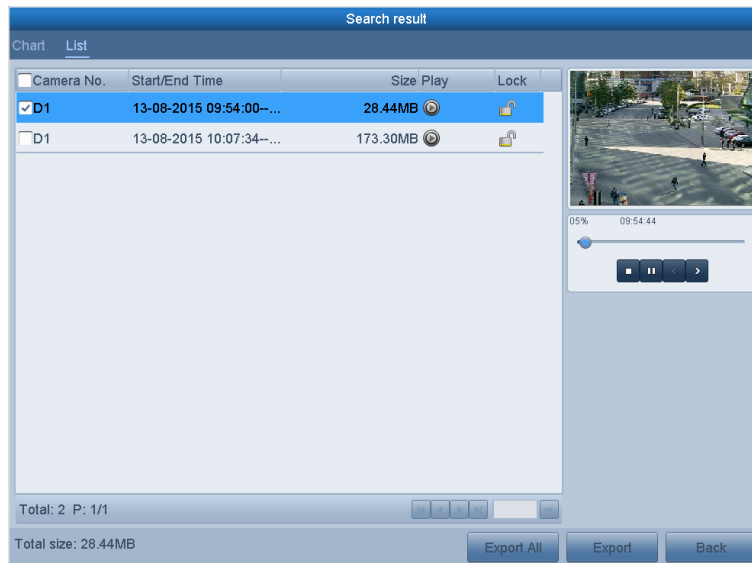 Search result
Chart List
Camera No. Start/End Time Size Play Lock
D1 13-08-2015 09:54:00--... 28.44MB
D1 13-08-2015 10:07:34--... 173.30MB
05% 09:54:44
Total: 2 P: 1/1
Total size: 28.44MB
Export All Export Back